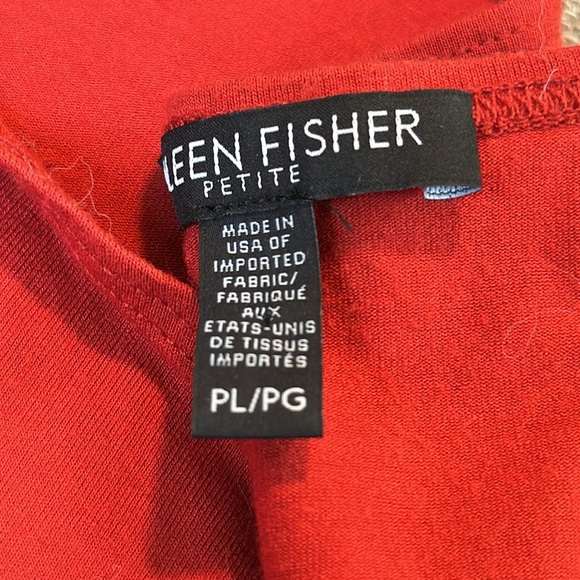 LEEN FISHER
PETITE
MADE IN
USA OF
IMPORTED
FABRIC/
FABRIQUÉ
AUX
ETATS-UNIS
DE TISSUS
IMPORTÉS
PL/PG